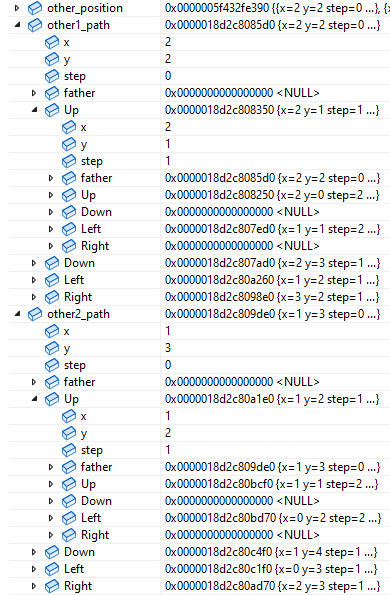 other_position 0x0000005f432fe390 {{x=2 y=2 step=0 ...}, {x
other1_path 0x0000018d2c8085d0 {x=2 y=2 step=0 ...}
x 2
y 2
step 0
father 0x0000000000000000 <NULL>
Up 0x0000018d2c808350 {x=2 y=1 step=1 ...}
x 2
y 1
step 1
father 0x0000018d2c8085d0 {x=2 y=2 step=0 ...}
Up 0x0000018d2c808250 {x=2 y=0 step=2 ...}
Down 0x0000000000000000 <NULL>
Left 0x0000018d2c807ed0 {x=1 y=1 step=2 ...}
Right 0x0000000000000000 <NULL>
Down 0x0000018d2c807ad0 {x=2 y=3 step=1 ...}
Left 0x0000018d2c80a260 {x=1 y=2 step=1 ...}
Right 0x0000018d2c8098e0 {x=3 y=2 step=1 ...}
other2_path 0x0000018d2c809de0 {x=1 y=3 step=0 ...}
x 1
y 3
step 0
father 0x0000000000000000 <NULL>
Up 0x0000018d2c80a1e0 {x=1 y=2 step=1 ...}
x 1
y 2
step 1
father 0x0000018d2c809de0 {x=1 y=3 step=0 ...}
Up 0x0000018d2c80bcf0 {x=1 y=1 step=2 ...}
Down 0x0000000000000000 <NULL>
Left 0x0000018d2c80bd70 {x=0 y=2 step=2 ...}
Right 0x0000000000000000 <NULL>
Down 0x0000018d2c80c4f0 {x=1 y=4 step=1 ...}
Left 0x0000018d2c80c1f0 {x=0 y=3 step=1 ...}
Right 0x0000018d2c80ad70 {x=2 y=3 step=1 ...}